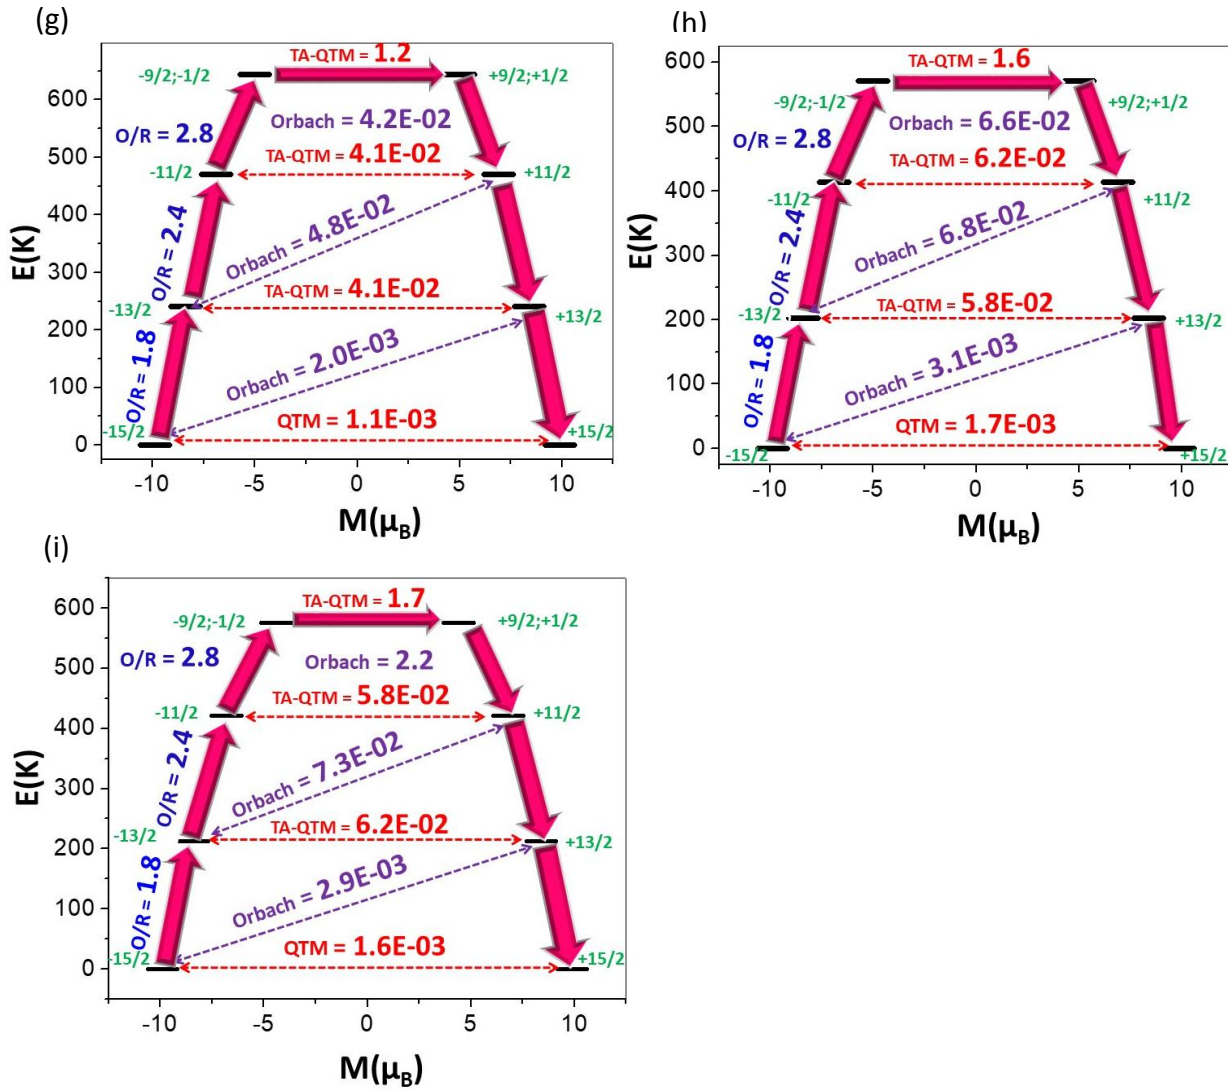 (g)
TA-QTM = 1.2
-9/2;-1/2
+9/2;+1/2
O/R = 2.8
Orbach = 4.2E-02
TA-QTM = 4.1E-02
-11/2
+11/2
O/R = 2.4
Orbach = 4.8E-02
TA-QTM = 4.1E-02
-13/2
+13/2
O/R = 1.8
Orbach = 2.0E-03
QTM = 1.1E-03
-15/2
+15/2
600
500
400
300
200
100
0
E(K)
-10 -5 0 5 10
M(μB)
(h)
TA-QTM = 1.6
-9/2;-1/2
+9/2;+1/2
O/R = 2.8
Orbach = 6.6E-02
TA-QTM = 6.2E-02
-11/2
+11/2
O/R = 2.4
Orbach = 6.8E-02
TA-QTM = 5.8E-02
-13/2
+13/2
O/R = 1.8
Orbach = 3.1E-03
QTM = 1.7E-03
-15/2
+15/2
600
500
400
300
200
100
0
E(K)
-10 -5 0 5 10
M(μB)
(i)
TA-QTM = 1.7
-9/2;-1/2
+9/2;+1/2
O/R = 2.8
Orbach = 2.2
TA-QTM = 5.8E-02
-11/2
+11/2
O/R = 2.4
Orbach = 7.3E-02
TA-QTM = 6.2E-02
-13/2
+13/2
O/R = 1.8
Orbach = 2.9E-03
QTM = 1.6E-03
-15/2
+15/2
600
500
400
300
200
100
0
E(K)
-10 -5 0 5 10
M(μB)